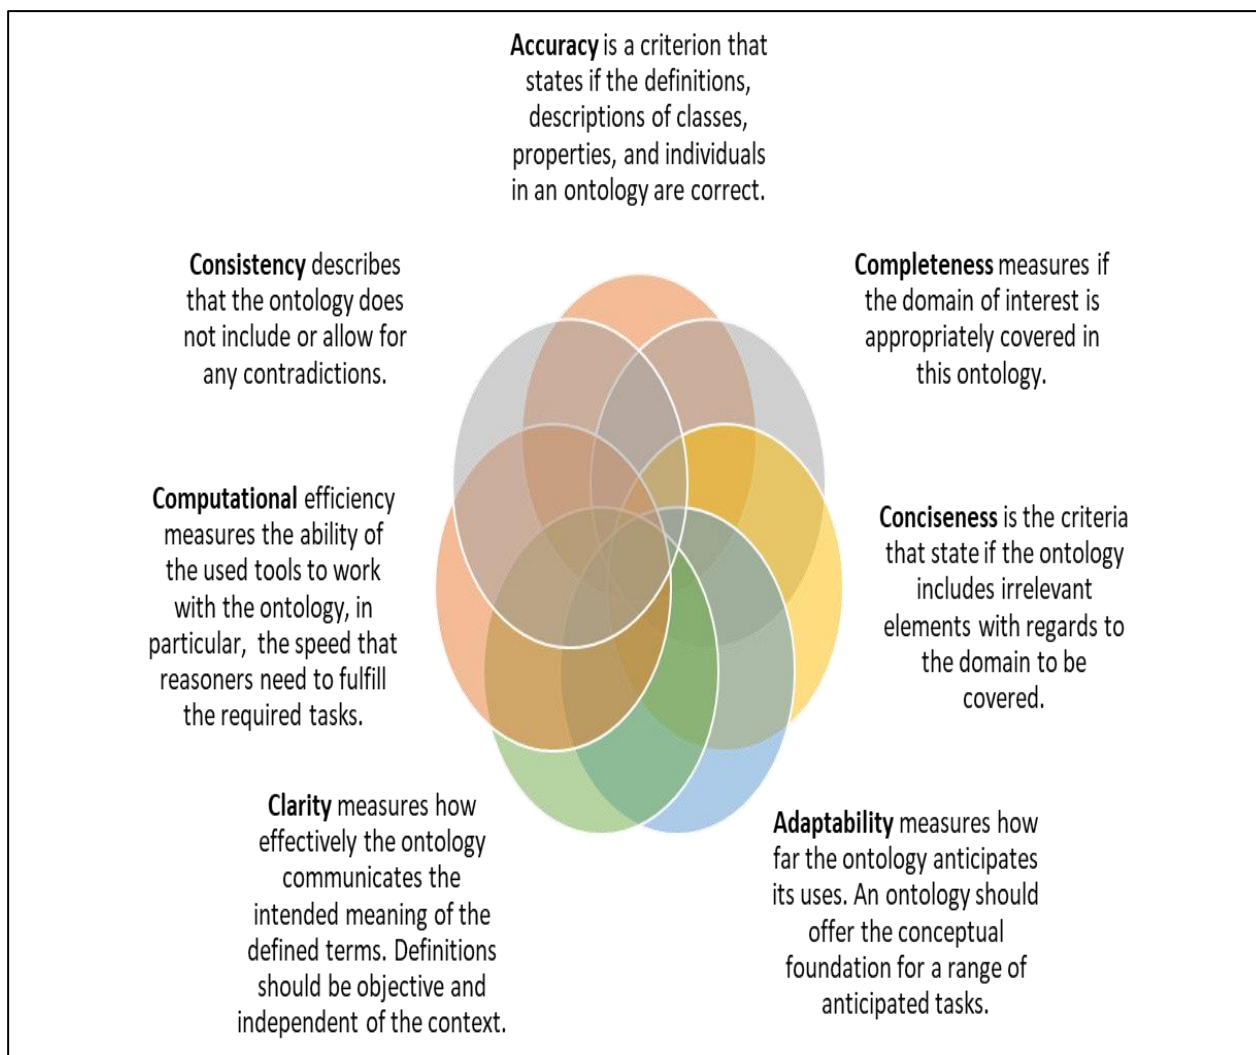 Accuracy is a criterion that
states if the definitions,
descriptions of classes,
properties, and individuals
in an ontology are correct.
Consistency describes
that the ontology does
not include or allow for
any contradictions.
Completeness measures if
the domain of interest is
appropriately covered in
this ontology.
Computational efficiency
measures the ability of
the used tools to work
with the ontology, in
particular, the speed that
reasoners need to fulfill
the required tasks.
Conciseness is the criteria
that state if the ontology
includes irrelevant
elements with regards to
the domain to be
covered.
Clarity measures how
effectively the ontology
communicates the
intended meaning of the
defined terms. Definitions
should be objective and
independent of the context.
Adaptability measures how
far the ontology anticipates
its uses. An ontology should
offer the conceptual
foundation for a range of
anticipated tasks.